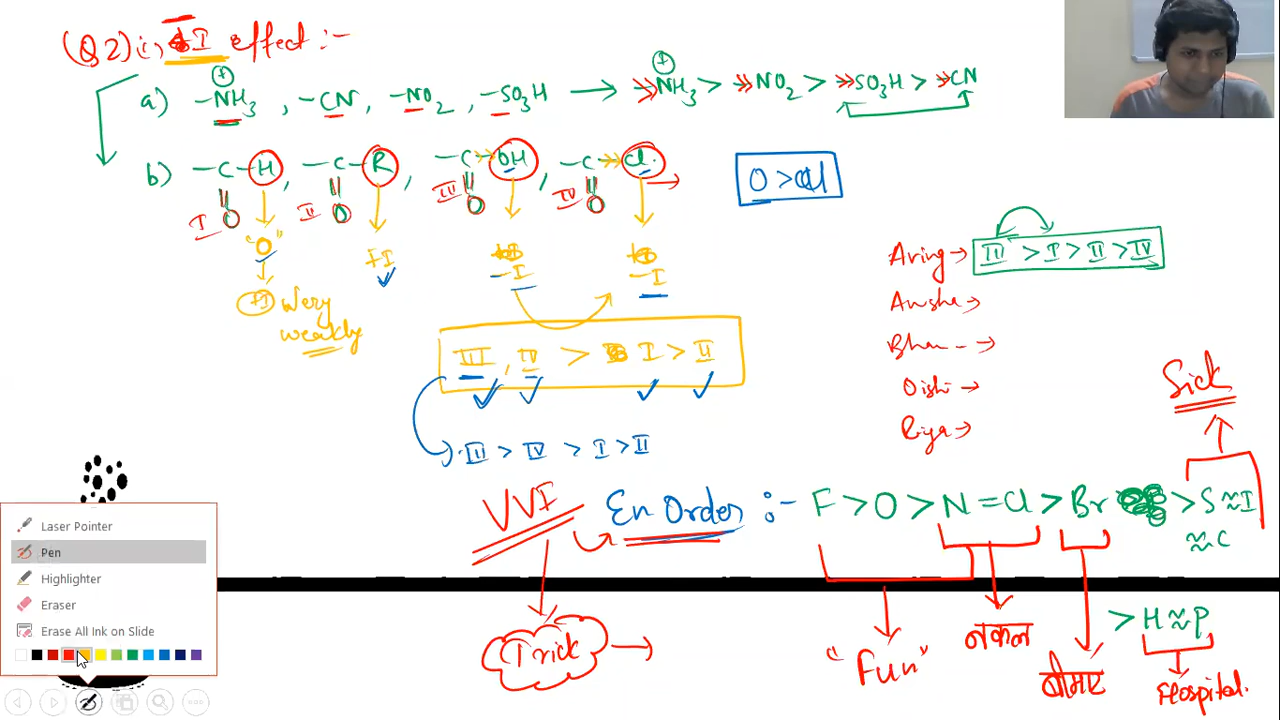 (Q2) i) -I effect :-
a) -NH3⊕ , -CN , -NO2 , -SO3H → NH3⊕ > NO2 > SO3H > CN
b) -C-H , -C-R , -C-OH , -C-Cl
O O O O
I II III IV
O > Cl
"0" +I -I -I
+I Very
weakly
III , IV > I > II
III > IV > I > II
Aring → III > I > II > IV
Anshe →
Bhan - →
Oishi →
Riya →
Sick
VVI En Order :- F > O > N = Cl > Br > S ≈ I
≈ C
> H ≈ P
Trick →
"Fun"
नकल
बीमार
Hospital.
Laser Pointer
Pen
Highlighter
Eraser
Erase All Ink on Slide